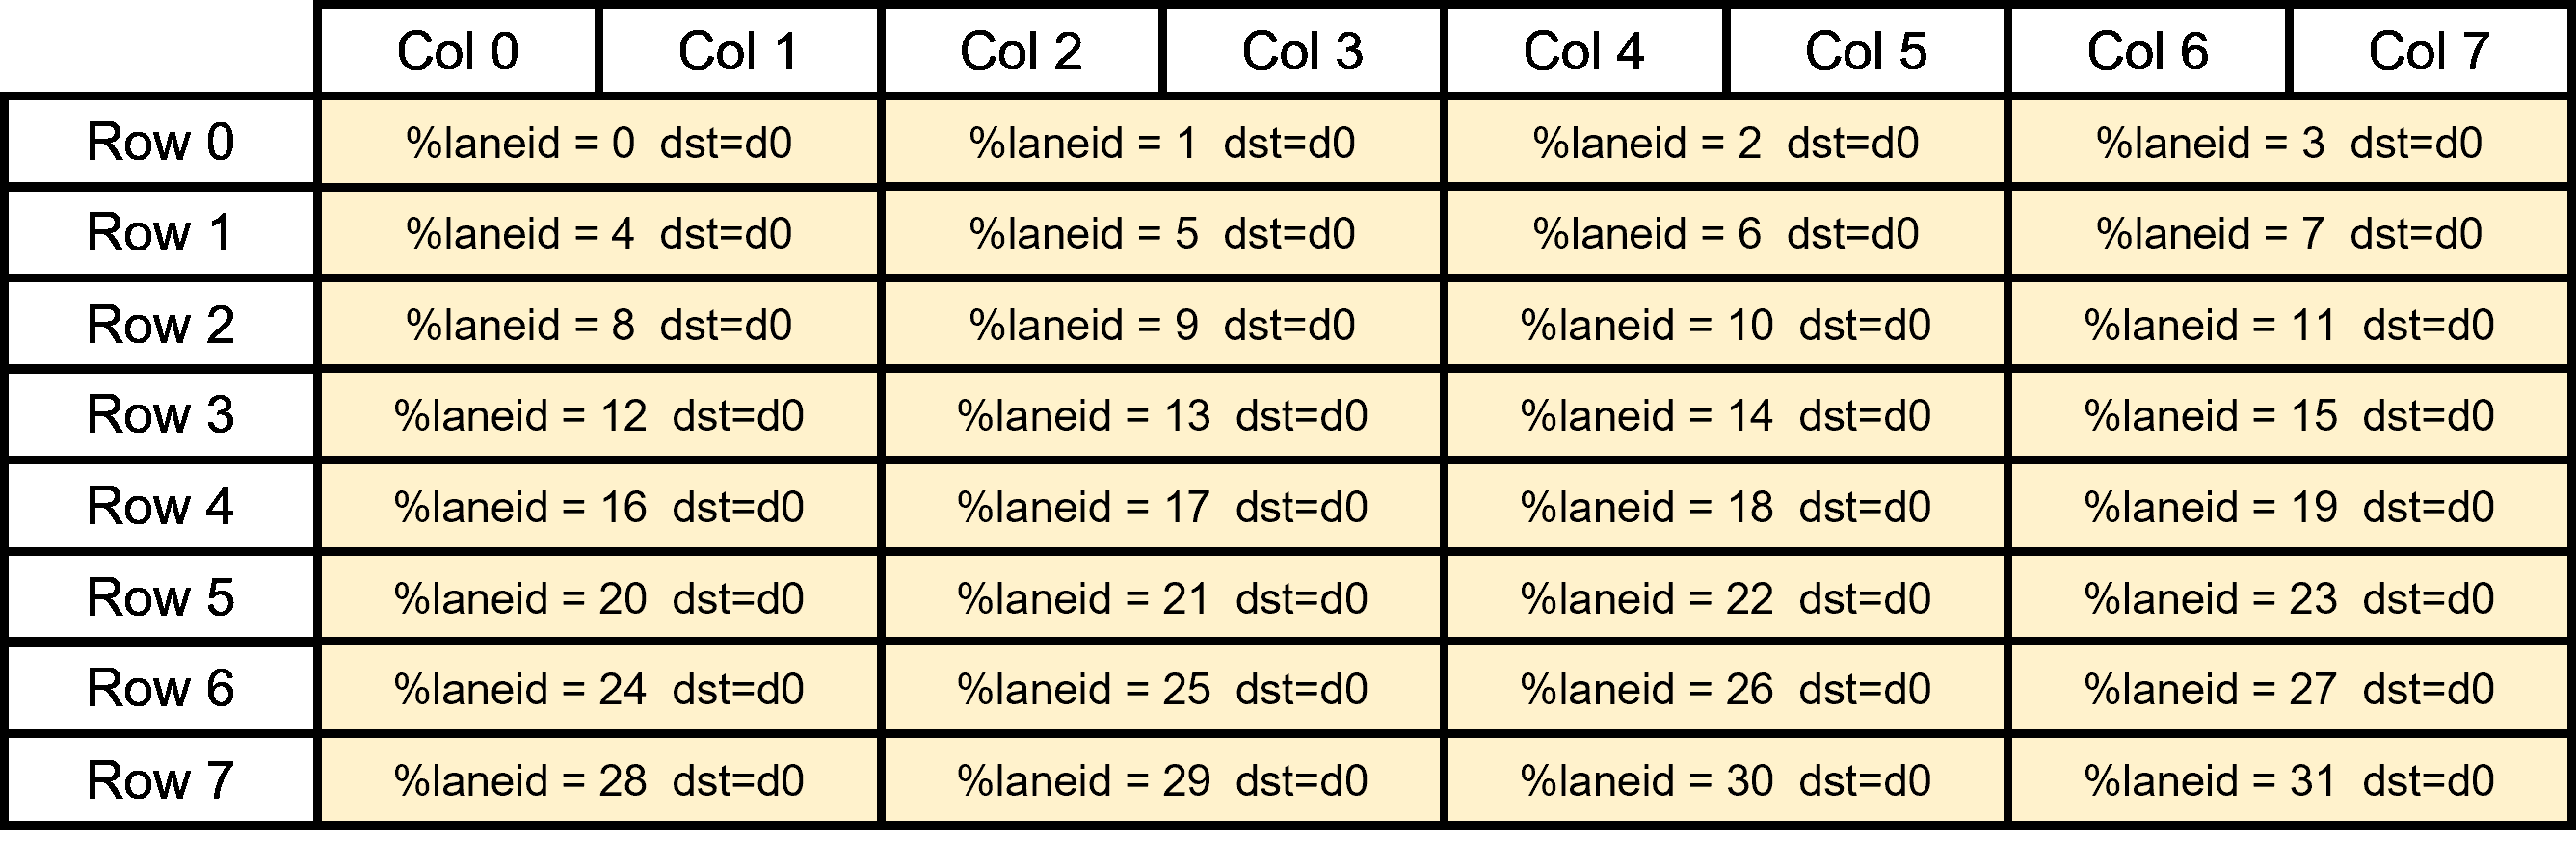 Col 0 Col 1 Col 2 Col 3 Col 4 Col 5 Col 6 Col 7
Row 0 %laneid = 0 dst=d0 %laneid = 1 dst=d0 %laneid = 2 dst=d0 %laneid = 3 dst=d0
Row 1 %laneid = 4 dst=d0 %laneid = 5 dst=d0 %laneid = 6 dst=d0 %laneid = 7 dst=d0
Row 2 %laneid = 8 dst=d0 %laneid = 9 dst=d0 %laneid = 10 dst=d0 %laneid = 11 dst=d0
Row 3 %laneid = 12 dst=d0 %laneid = 13 dst=d0 %laneid = 14 dst=d0 %laneid = 15 dst=d0
Row 4 %laneid = 16 dst=d0 %laneid = 17 dst=d0 %laneid = 18 dst=d0 %laneid = 19 dst=d0
Row 5 %laneid = 20 dst=d0 %laneid = 21 dst=d0 %laneid = 22 dst=d0 %laneid = 23 dst=d0
Row 6 %laneid = 24 dst=d0 %laneid = 25 dst=d0 %laneid = 26 dst=d0 %laneid = 27 dst=d0
Row 7 %laneid = 28 dst=d0 %laneid = 29 dst=d0 %laneid = 30 dst=d0 %laneid = 31 dst=d0